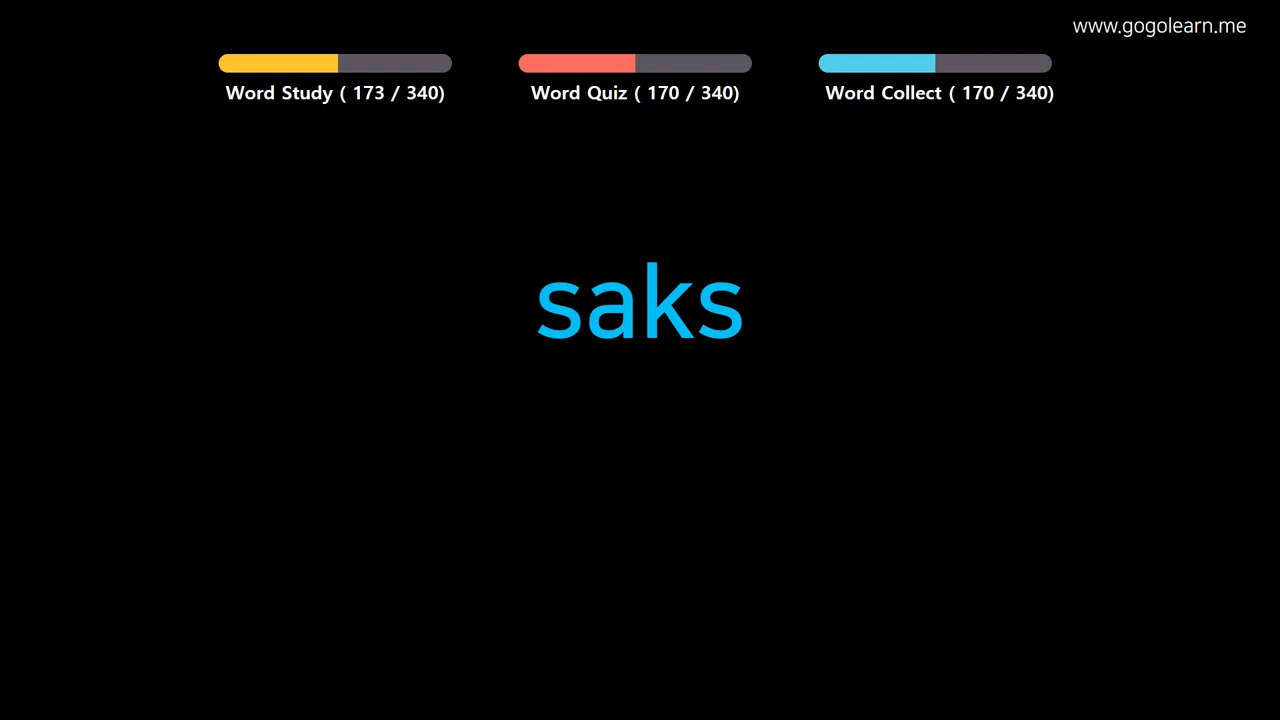 www.gogolearn.me
Word Study ( 173 / 340)
Word Quiz ( 170 / 340)
Word Collect ( 170 / 340)
saks